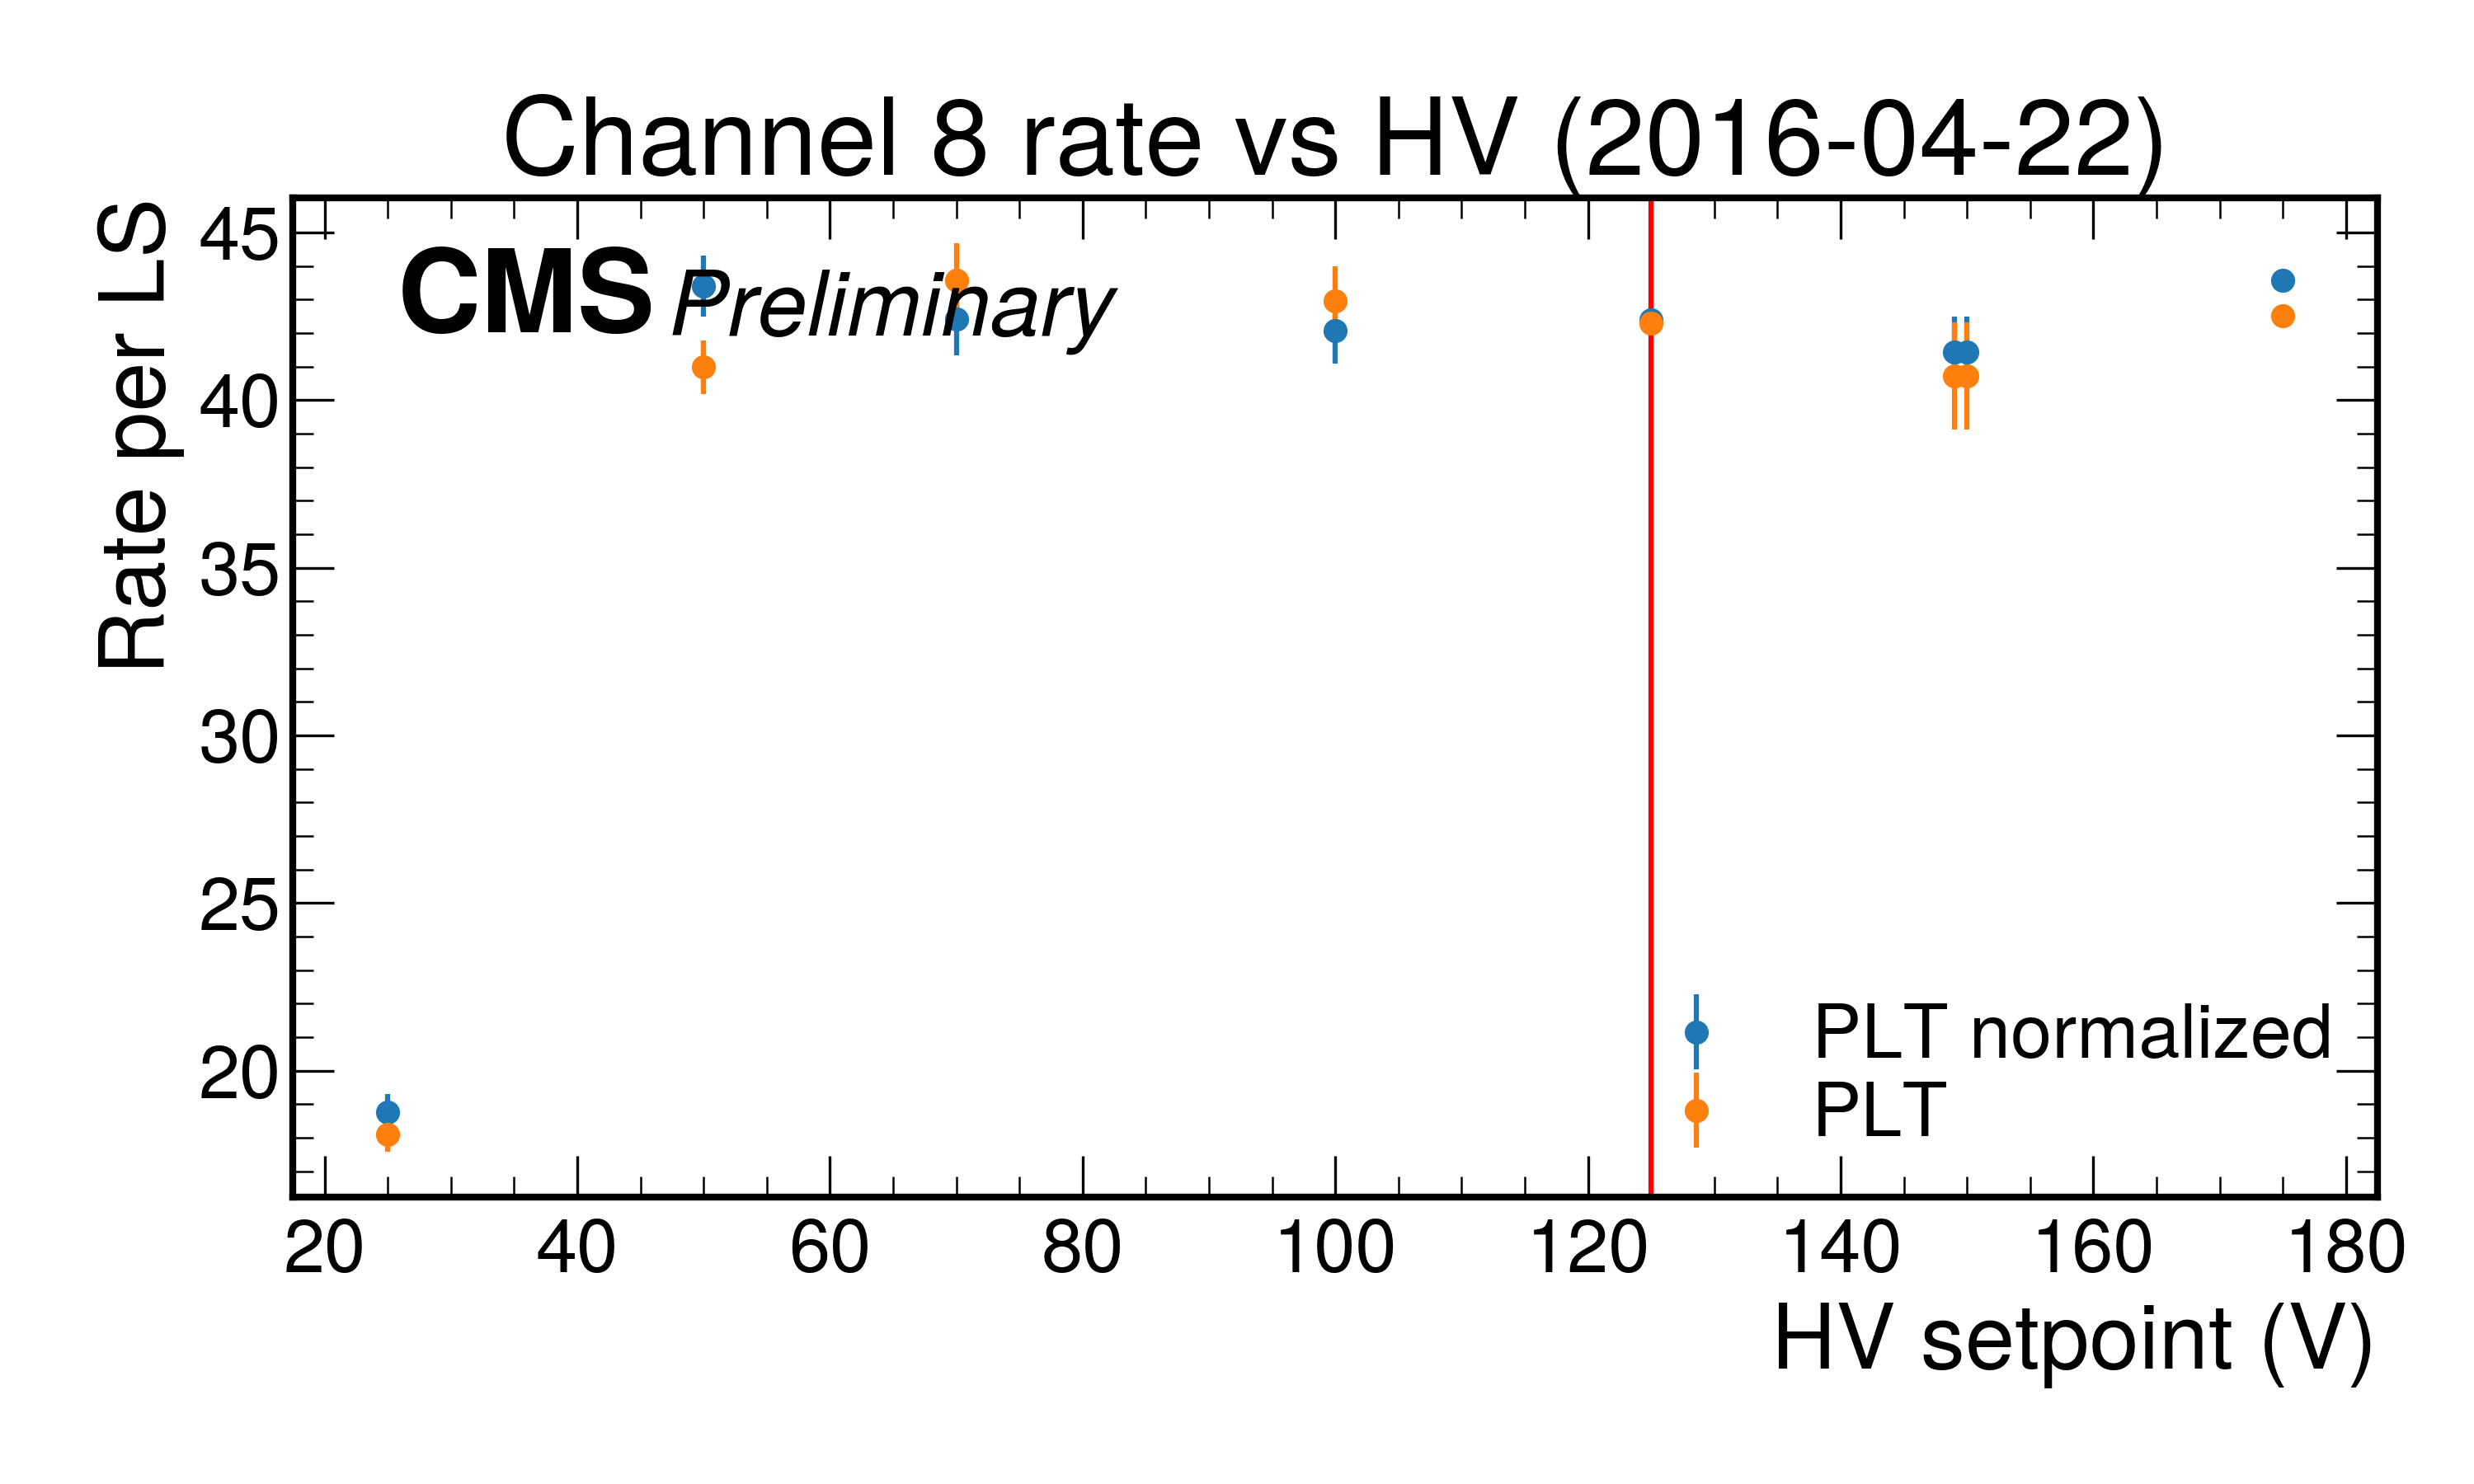 Channel 8 rate vs HV (2016-04-22)
CMS Preliminary
Rate per LS
45
40
35
30
25
20
PLT normalized
PLT
20 40 60 80 100 120 140 160 180
HV setpoint (V)